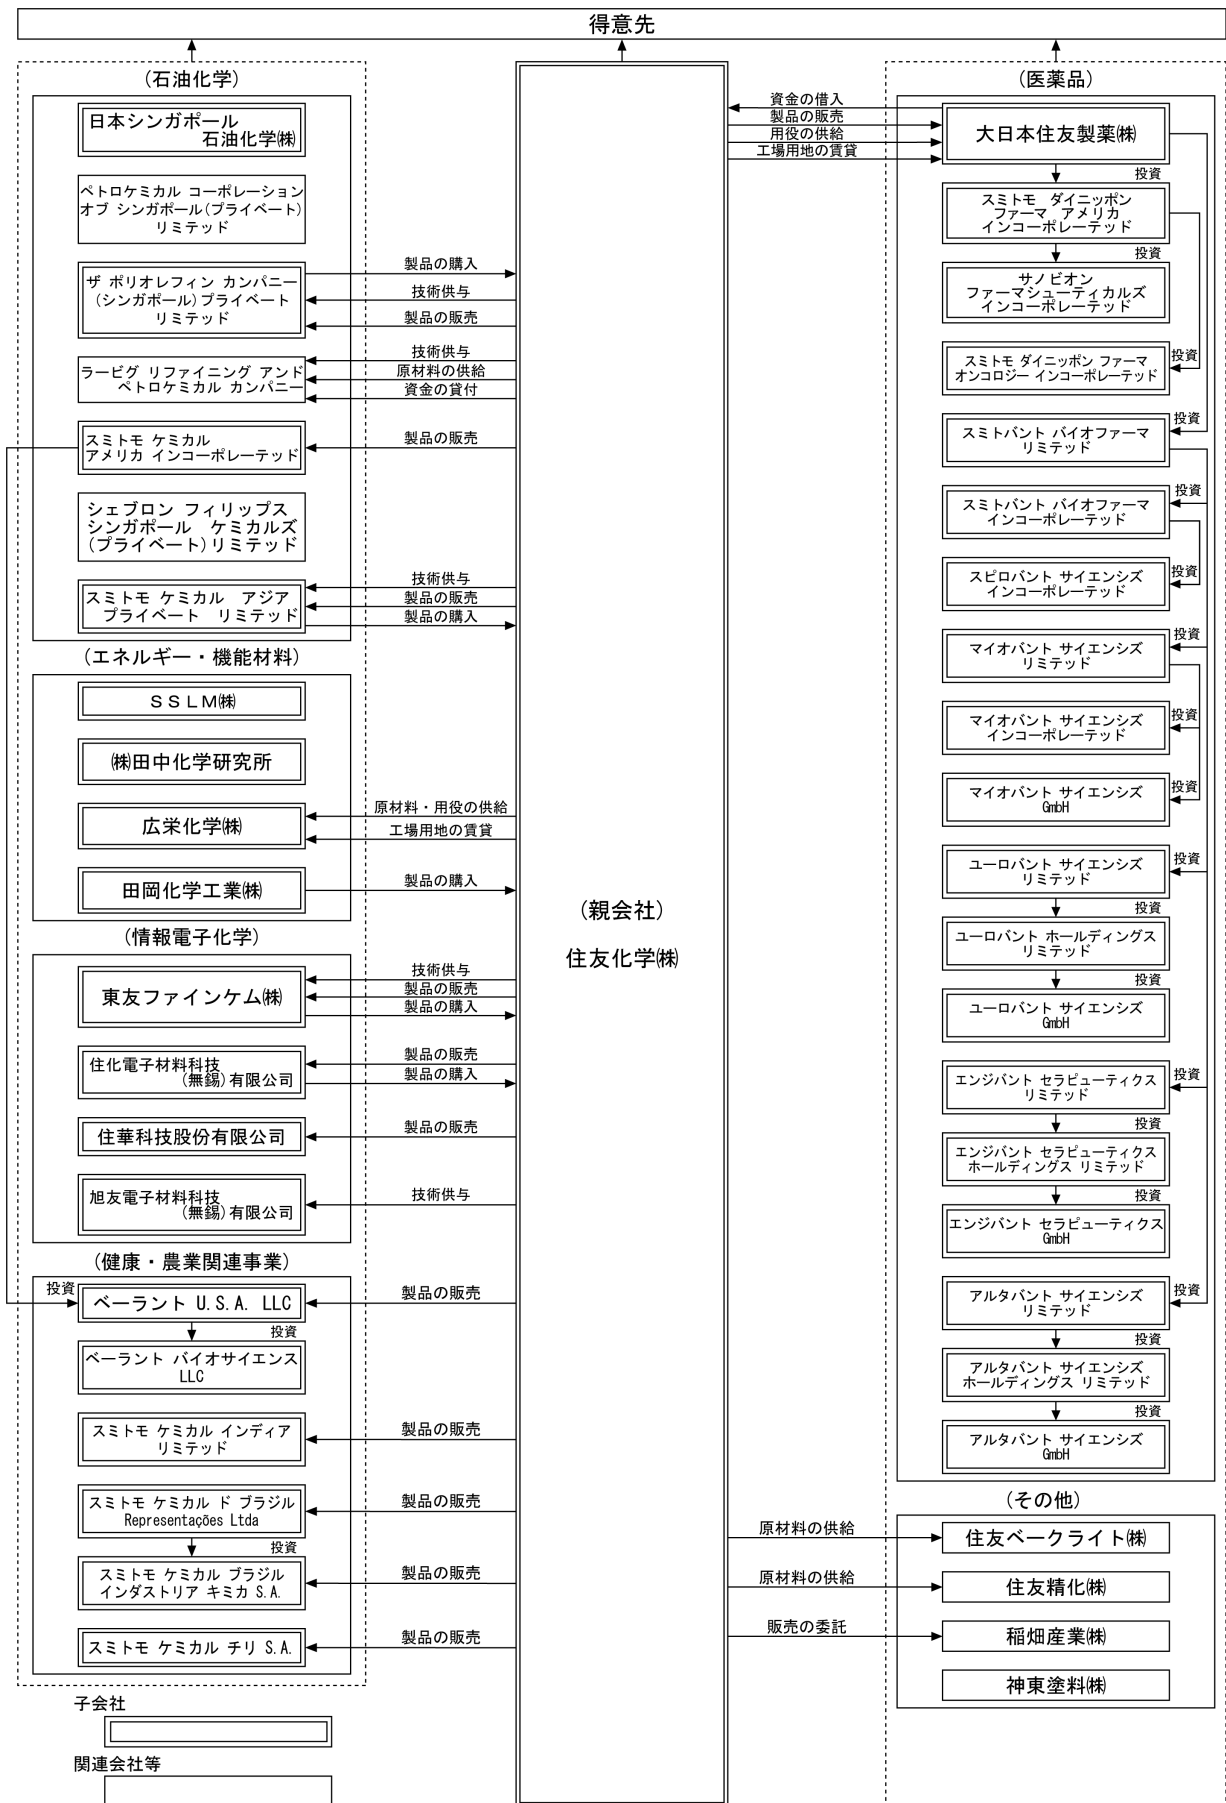 得意先
(石油化学)
日本シンガポール
石油化学㈱
ペトロケミカル コーポレーション
オブ シンガポール(プライベート)
リミテッド
ザ ポリオレフィン カンパニー
(シンガポール)プライベート
リミテッド
製品の購入
技術供与
製品の販売
ラービグ リファイニング アンド
ペトロケミカル カンパニー
技術供与
原材料の供給
資金の貸付
スミトモ ケミカル
アメリカ インコーポレーテッド
製品の販売
シェブロン フィリップス
シンガポール ケミカルズ
(プライベート)リミテッド
スミトモ ケミカル アジア
プライベート リミテッド
技術供与
製品の販売
製品の購入
(エネルギー・機能材料)
ＳＳＬＭ㈱
㈱田中化学研究所
広栄化学㈱
原材料・用役の供給
工場用地の賃貸
田岡化学工業㈱
製品の購入
(情報電子化学)
東友ファインケム㈱
技術供与
製品の販売
製品の購入
住化電子材料科技
(無錫)有限公司
製品の販売
製品の購入
住華科技股份有限公司
製品の販売
旭友電子材料科技
(無錫)有限公司
技術供与
(健康・農業関連事業)
投資
ベーラント U.S.A. LLC
製品の販売
投資
ベーラント バイオサイエンス
LLC
スミトモ ケミカル インディア
リミテッド
製品の販売
スミトモ ケミカル ド ブラジル
Representações Ltda
製品の販売
投資
スミトモ ケミカル ブラジル
インダストリア キミカ S.A.
製品の販売
スミトモ ケミカル チリ S.A.
製品の販売
子会社
関連会社等
(親会社)
住友化学㈱
(医薬品)
資金の借入
製品の販売
用役の供給
工場用地の賃貸
大日本住友製薬㈱
投資
スミトモ ダイニッポン
ファーマ アメリカ
インコーポレーテッド
投資
サノビオン
ファーマシューティカルズ
インコーポレーテッド
スミトモ ダイニッポン ファーマ
オンコロジー インコーポレーテッド
投資
スミトバント バイオファーマ
リミテッド
投資
スミトバント バイオファーマ
インコーポレーテッド
投資
スピロバント サイエンシズ
インコーポレーテッド
投資
マイオバント サイエンシズ
リミテッド
投資
マイオバント サイエンシズ
インコーポレーテッド
投資
マイオバント サイエンシズ
GmbH
投資
ユーロバント サイエンシズ
リミテッド
投資
投資
ユーロバント ホールディングス
リミテッド
投資
ユーロバント サイエンシズ
GmbH
エンジバント セラピューティクス
リミテッド
投資
投資
エンジバント セラピューティクス
ホールディングス リミテッド
投資
エンジバント セラピューティクス
GmbH
アルタバント サイエンシズ
リミテッド
投資
投資
アルタバント サイエンシズ
ホールディングス リミテッド
投資
アルタバント サイエンシズ
GmbH
(その他)
原材料の供給
住友ベークライト㈱
原材料の供給
住友精化㈱
販売の委託
稲畑産業㈱
神東塗料㈱